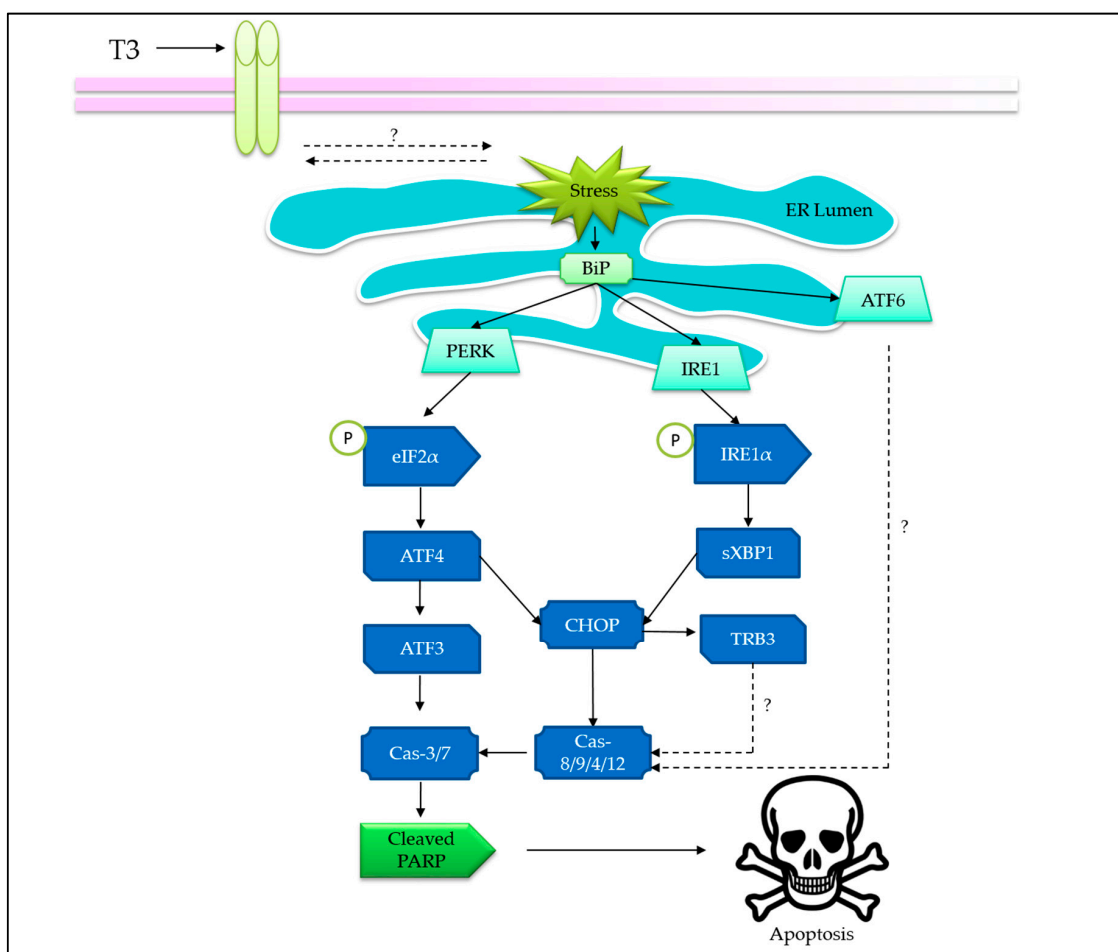 T3
?
Stress
ER Lumen
BiP
ATF6
PERK
IRE1
P
eIF2α
P
IRE1α
?
ATF4
sXBP1
CHOP
TRB3
ATF3
?
Cas-3/7
Cas-
8/9/4/12
Cleaved
PARP
Apoptosis